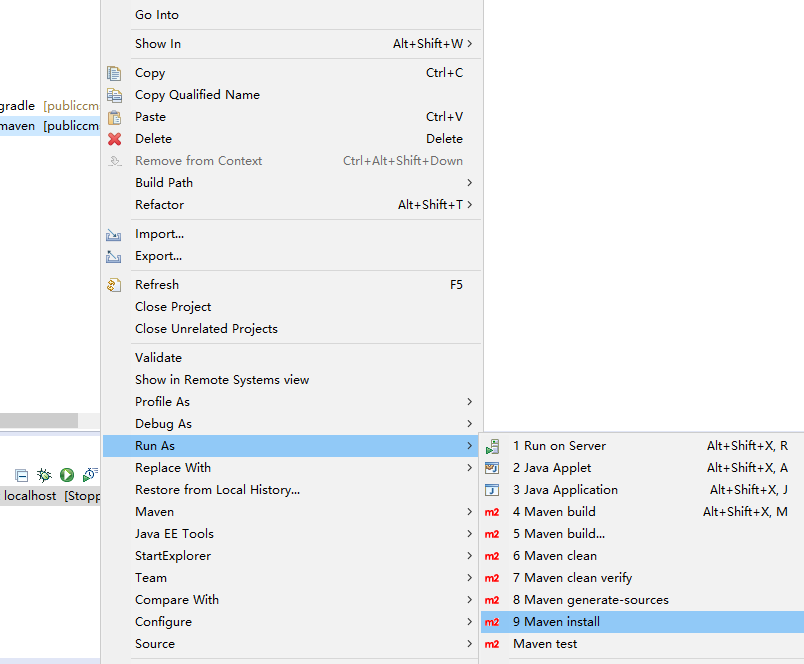 Go Into
Show In Alt+Shift+W >
Copy Ctrl+C
Copy Qualified Name
gradle [publiccm
Paste Ctrl+V
maven [publiccm
Delete Delete
Remove from Context Ctrl+Alt+Shift+Down
Build Path >
Refactor Alt+Shift+T >
Import...
Export...
Refresh F5
Close Project
Close Unrelated Projects
Validate
Show in Remote Systems view
Profile As >
Debug As >
Run As >
Replace With >
Restore from Local History...
localhost [Stopp
Maven >
Java EE Tools >
StartExplorer >
Team >
Compare With >
Configure >
Source >
1 Run on Server Alt+Shift+X, R
2 Java Applet Alt+Shift+X, A
3 Java Application Alt+Shift+X, J
m2 4 Maven build Alt+Shift+X, M
m2 5 Maven build...
m2 6 Maven clean
m2 7 Maven clean verify
m2 8 Maven generate-sources
m2 9 Maven install
m2 Maven test